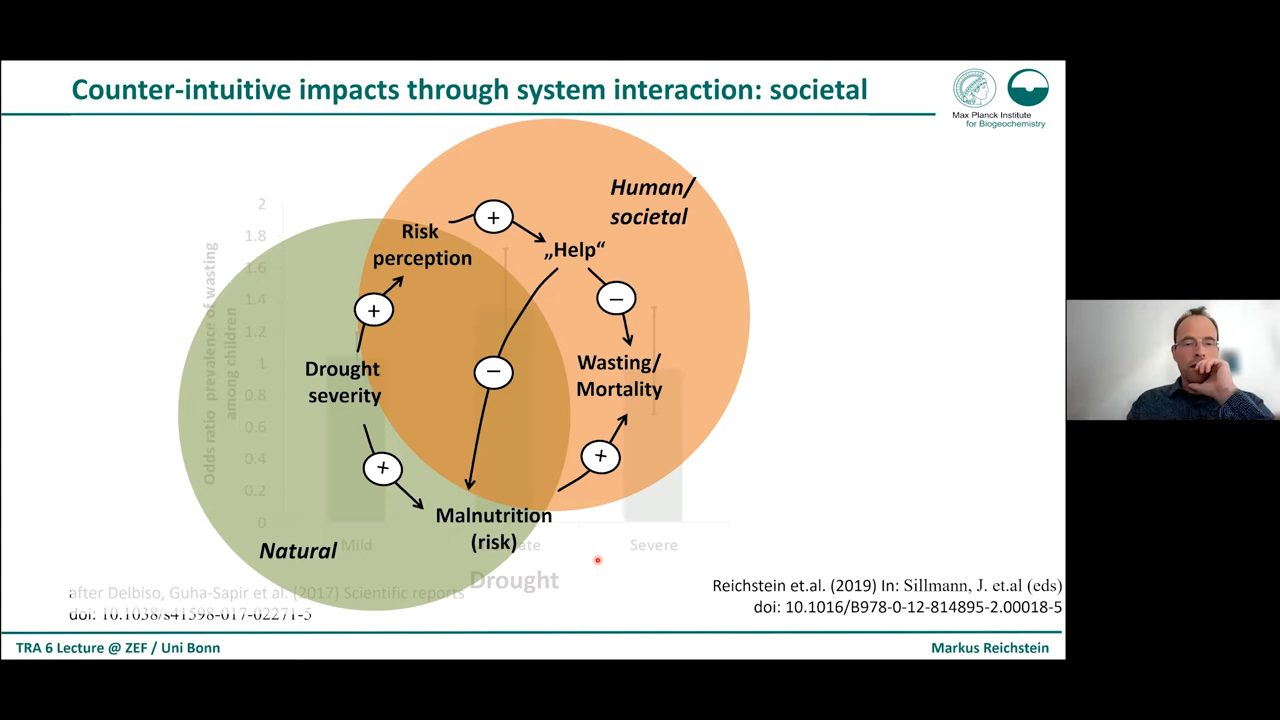 Counter-intuitive impacts through system interaction: societal
Max Planck Institute
for Biogeochemistry
Human/
societal
+
Risk
perception
„Help“
+
−
Drought
severity
−
Wasting/
Mortality
+
+
Malnutrition
(risk)
Natural
2
1.8
1.6
1.4
1.2
1
0.8
0.6
0.4
0.2
0
Odds ratio prevalence of wasting
among children
Mild
ate
Severe
Drought
after Delbiso, Guha-Sapir et al. (2017) Scientific reports
doi: 10.1038/s41598-017-02271-5
Reichstein et.al. (2019) In: Sillmann, J. et.al (eds)
doi: 10.1016/B978-0-12-814895-2.00018-5
TRA 6 Lecture @ ZEF / Uni Bonn
Markus Reichstein